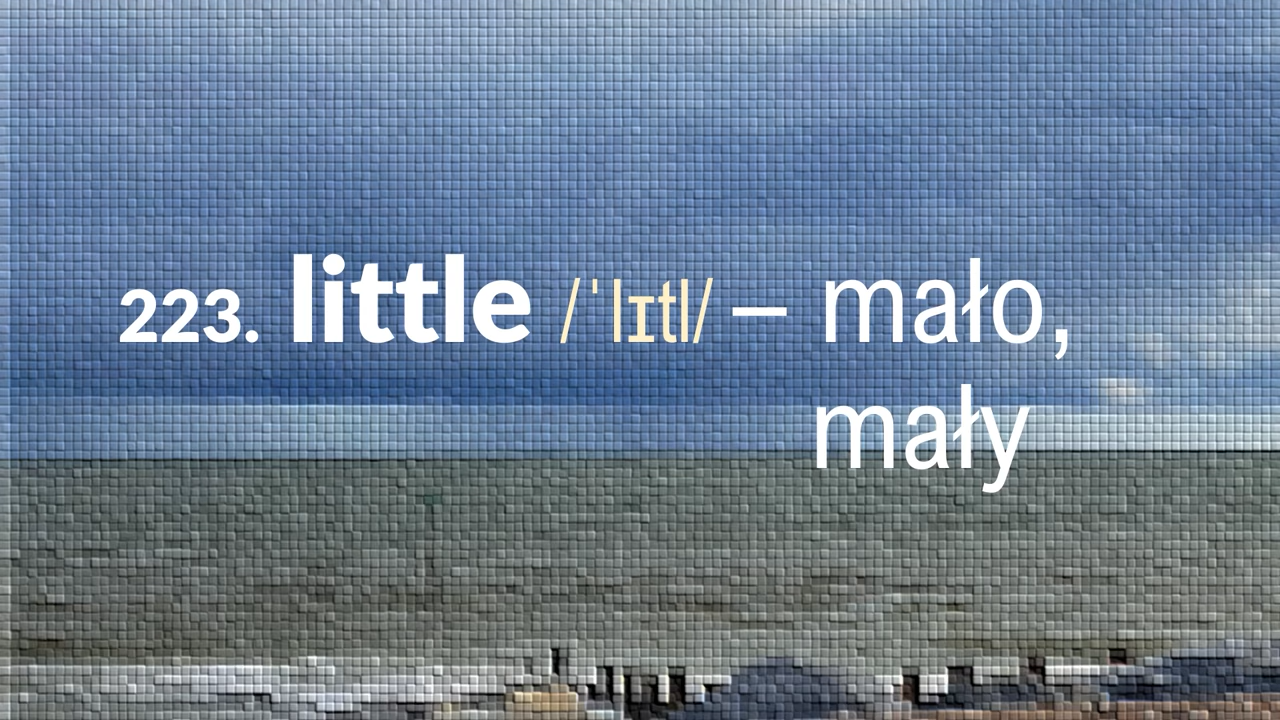 223. little /ˈlɪtl/ – mało,
mały